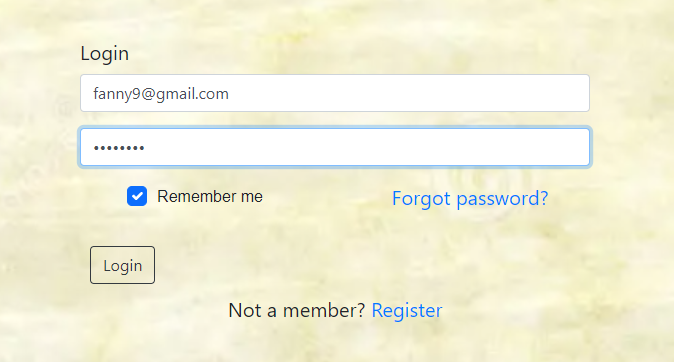 Login
fanny9@gmail.com
••••••••
Remember me Forgot password?
Login
Not a member? Register